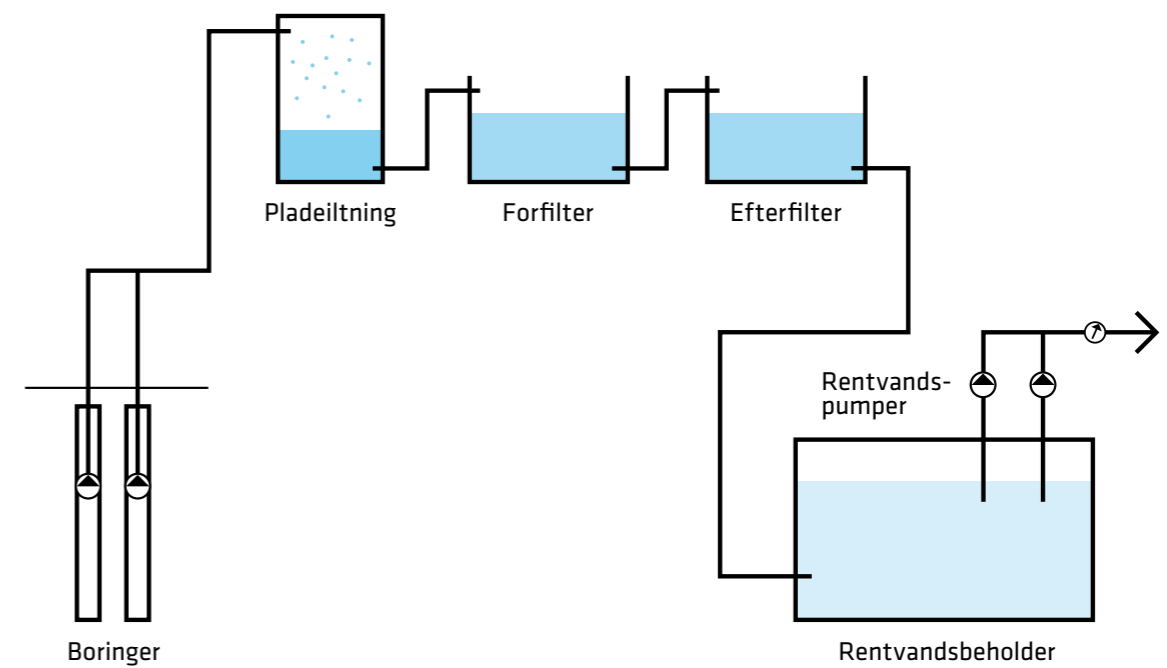 Pladeiltning
Forfilter
Efterfilter
Rentvands-
pumper
Boringer
Rentvandsbeholder